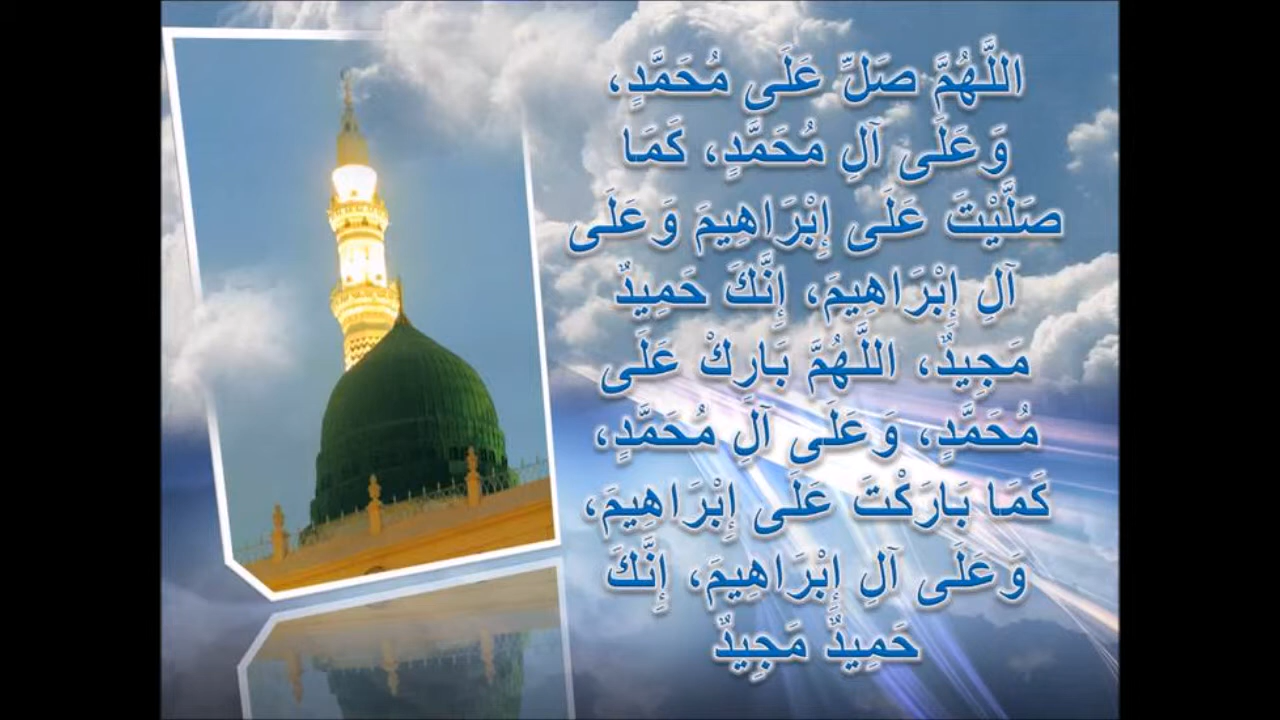 اللَّهُمَّ صَلِّ عَلَى مُحَمَّدٍ،
وَعَلَى آلِ مُحَمَّدٍ، كَمَا
صَلَّيْتَ عَلَى إِبْرَاهِيمَ وَعَلَى
آلِ إِبْرَاهِيمَ، إِنَّكَ حَمِيدٌ
مَجِيدٌ، اللَّهُمَّ بَارِكْ عَلَى
مُحَمَّدٍ، وَعَلَى آلِ مُحَمَّدٍ،
كَمَا بَارَكْتَ عَلَى إِبْرَاهِيمَ،
وَعَلَى آلِ إِبْرَاهِيمَ، إِنَّكَ
حَمِيدٌ مَجِيدٌ